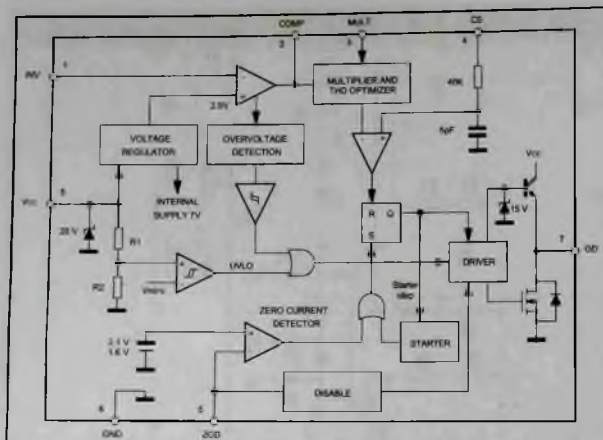 COMP MULT CS
2 3 4
INV 1
40K
MULTIPLIER AND
THD OPTIMIZER
2.5V
5pF
VOLTAGE
REGULATOR
OVERVOLTAGE
DETECTION
VCC
INTERNAL
SUPPLY 7V
R Q
S
15 V
VCC
25 V
R1
7
GD
DRIVER
R2
UVLO
Starter
stop
ZERO CURRENT
DETECTOR
2.1 V
1.6 V
STARTER
DISABLE
6 5
GND ZCD